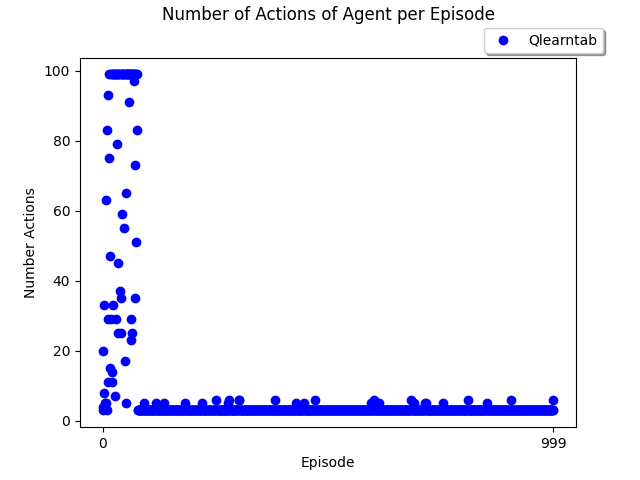 Number of Actions of Agent per Episode
Qlearntab
100
80
60
40
20
0
Number Actions
0
999
Episode